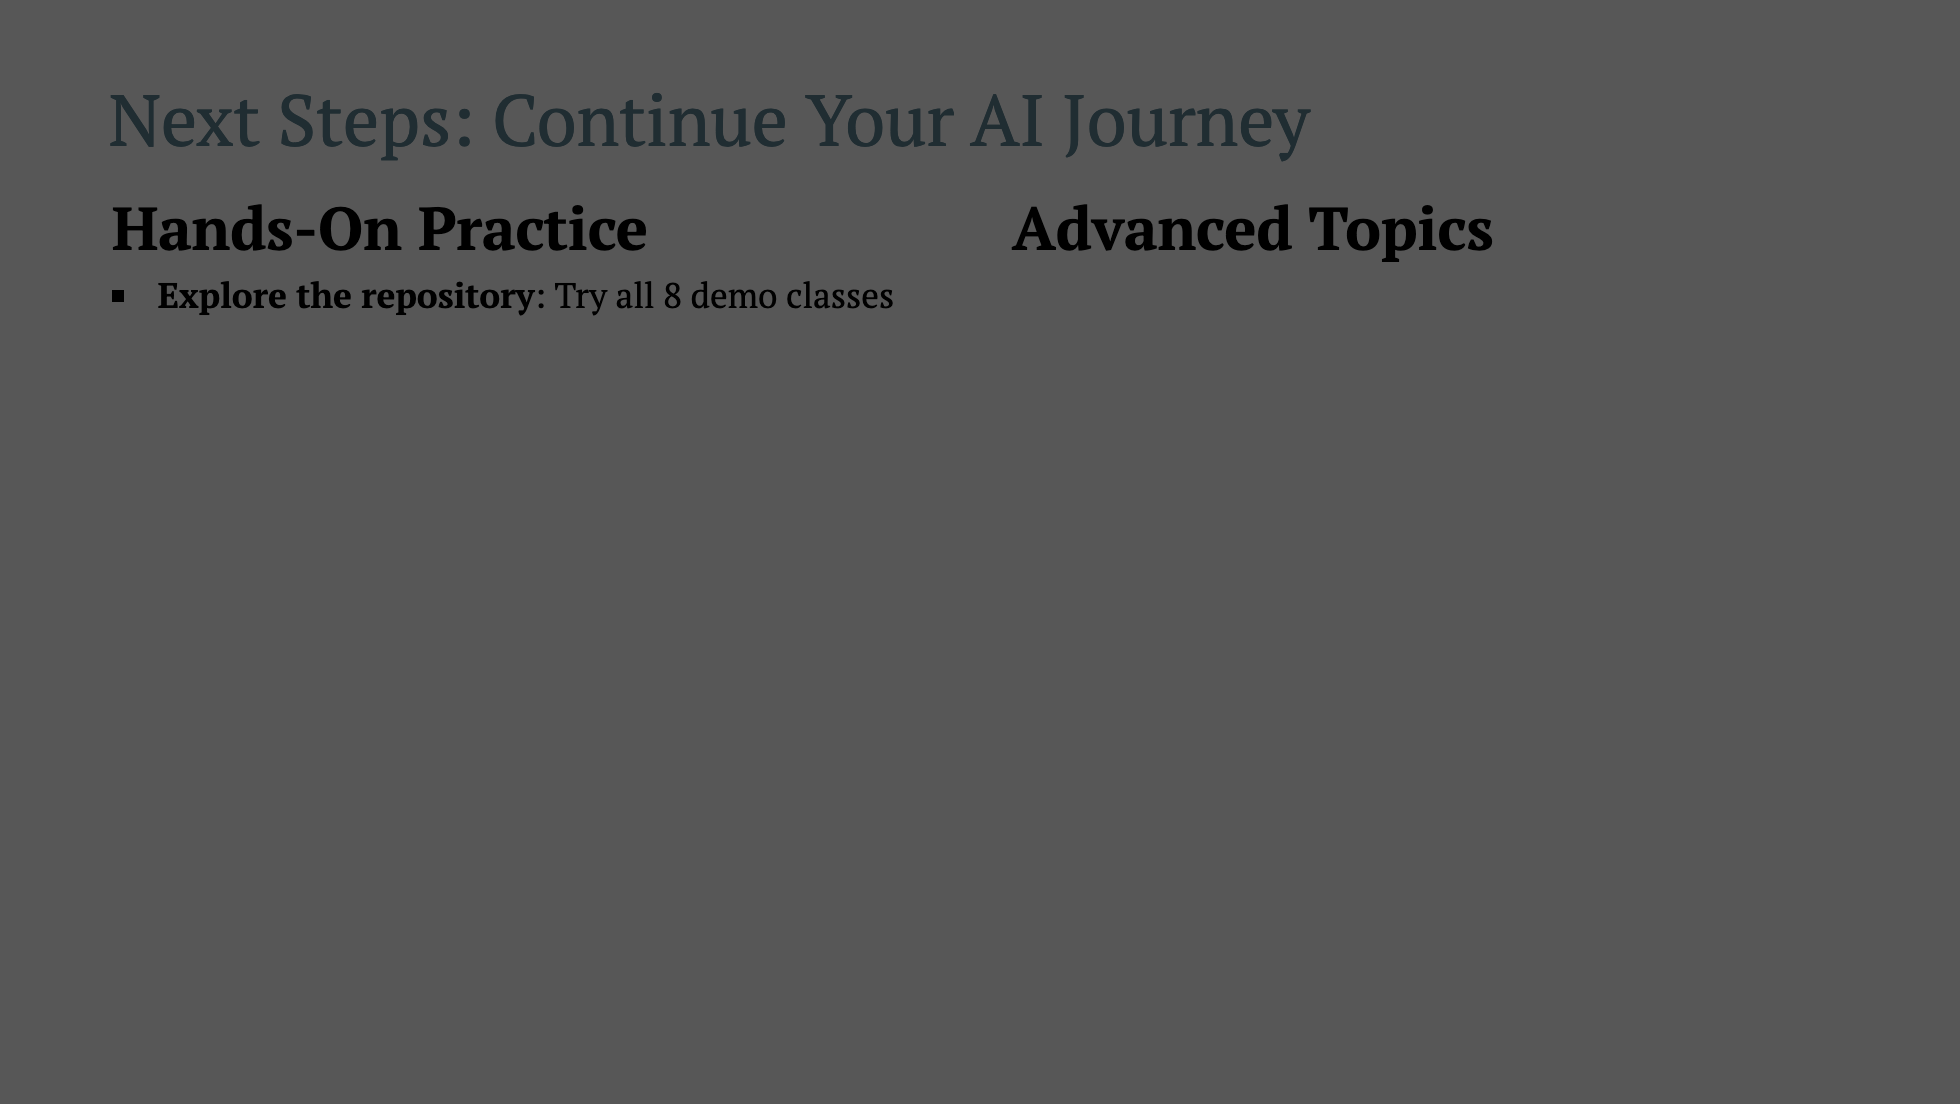 Next Steps: Continue Your AI Journey
Hands-On Practice
▪ Explore the repository: Try all 8 demo classes
Advanced Topics